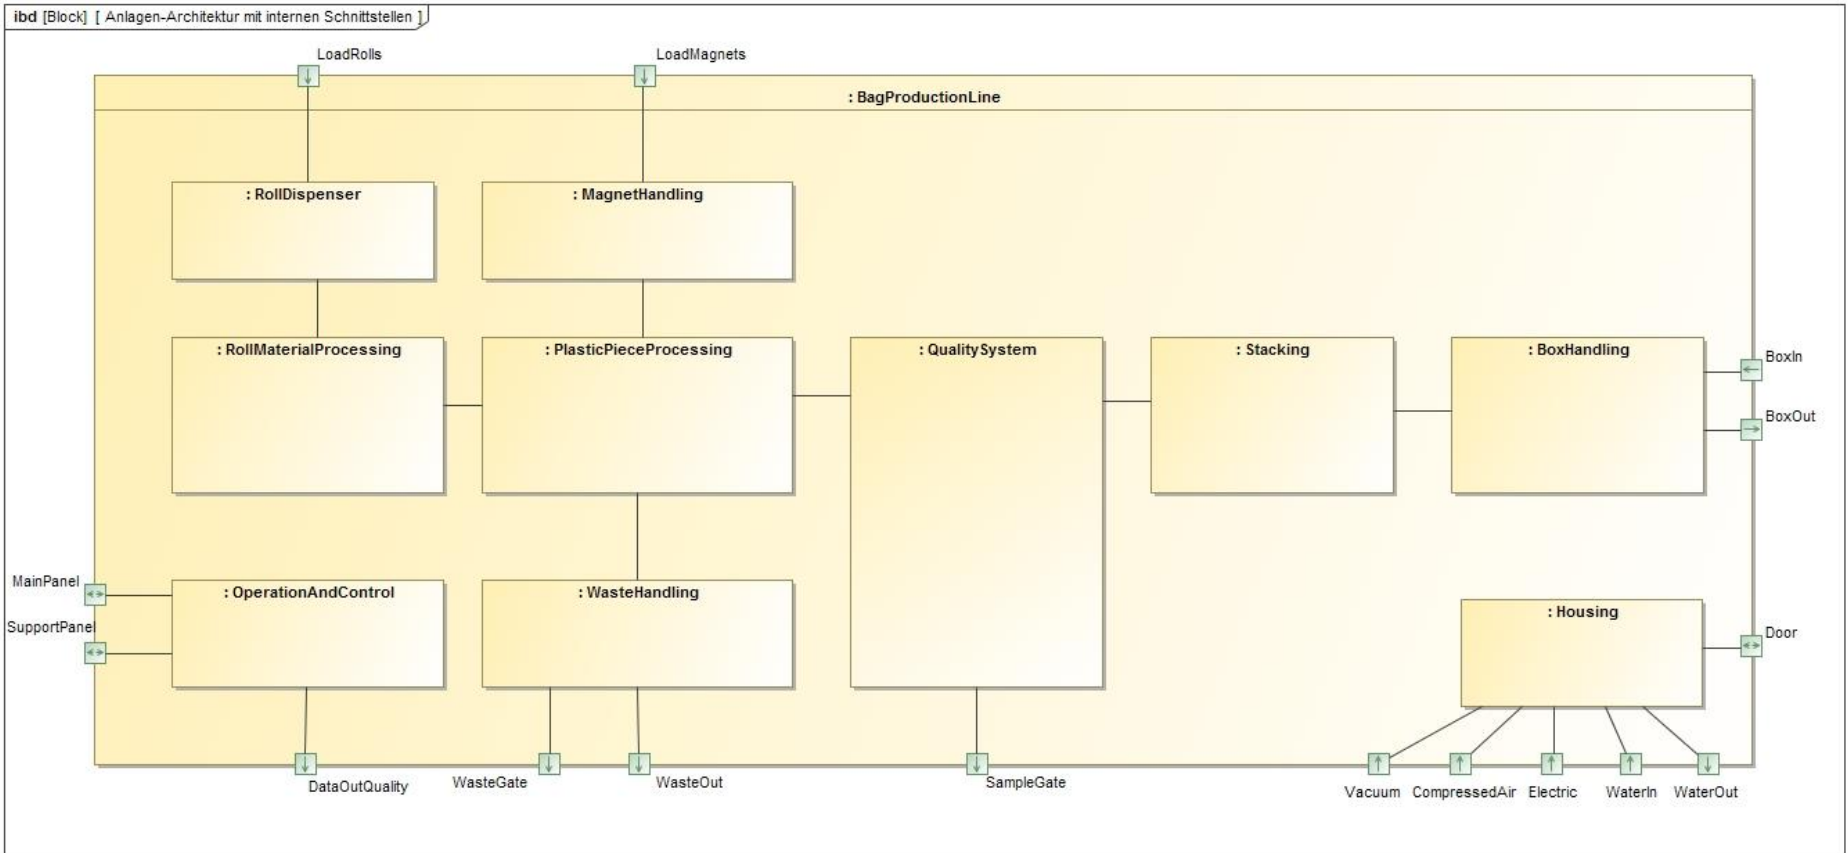 ibd [Block] [ Anlagen-Architektur mit internen Schnittstellen ]
LoadRolls
LoadMagnets
: BagProductionLine
: RollDispenser
: MagnetHandling
: RollMaterialProcessing
: PlasticPieceProcessing
: QualitySystem
: Stacking
: BoxHandling
BoxIn
BoxOut
MainPanel
SupportPanel
: OperationAndControl
: WasteHandling
: Housing
Door
DataOutQuality
WasteGate
WasteOut
SampleGate
Vacuum
CompressedAir
Electric
WaterIn
WaterOut